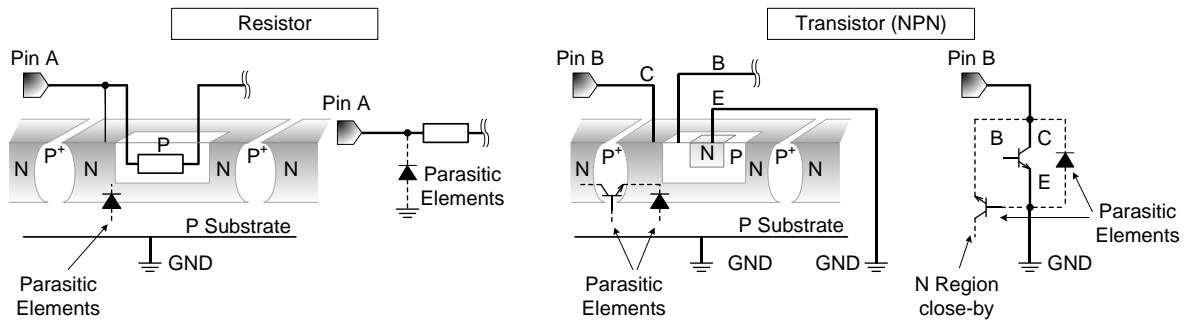 Resistor
Transistor (NPN)
Pin A
Pin B
Pin B
C
B
E
Pin A
P
N
P+
N
P+
N
N
P+
N
N
P
P+
N
B
C
E
Parasitic
Elements
P Substrate
GND
Parasitic
Elements
P Substrate
GND
GND
Parasitic
Elements
Parasitic
Elements
GND
N Region
close-by